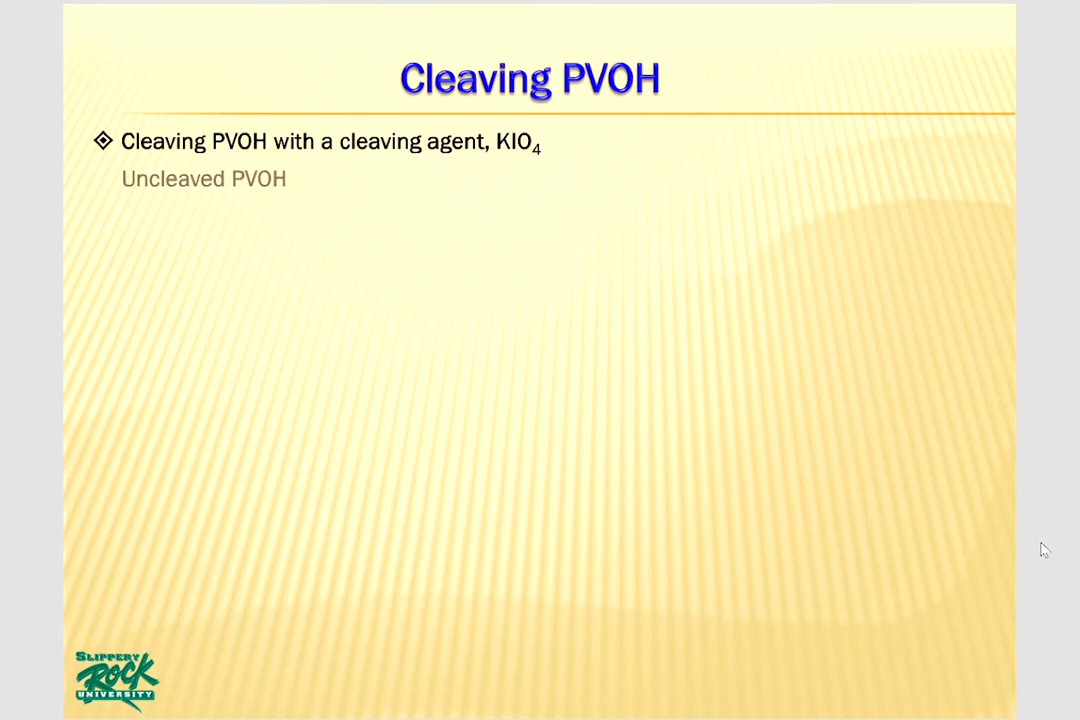 Cleaving PVOH
Cleaving PVOH with a cleaving agent, KIO₄
Uncleaved PVOH
SLIPPERY
ROCK
UNIVERSITY